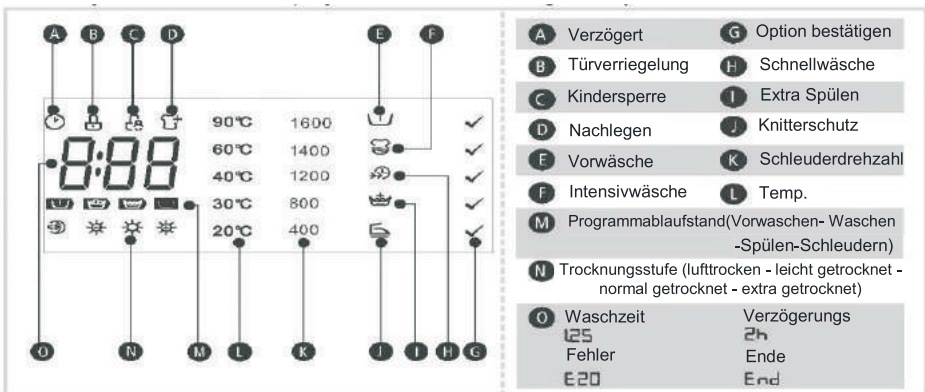 A B C D E F
90°C 1600
8:88 60°C 1400
40°C 1200
30°C 800
20°C 400
O N M L K J I H G
A Verzögert G Option bestätigen
B Türverriegelung H Schnellwäsche
C Kindersperre I Extra Spülen
D Nachlegen J Knitterschutz
E Vorwäsche K Schleuderdrehzahl
F Intensivwäsche L Temp.
M Programmablaufstand(Vorwaschen- Waschen
-Spülen-Schleudern)
N Trocknungsstufe (lufttrocken - leicht getrocknet -
normal getrocknet - extra getrocknet)
O Waschzeit Verzögerungs
1:25 2h
Fehler Ende
E20 End